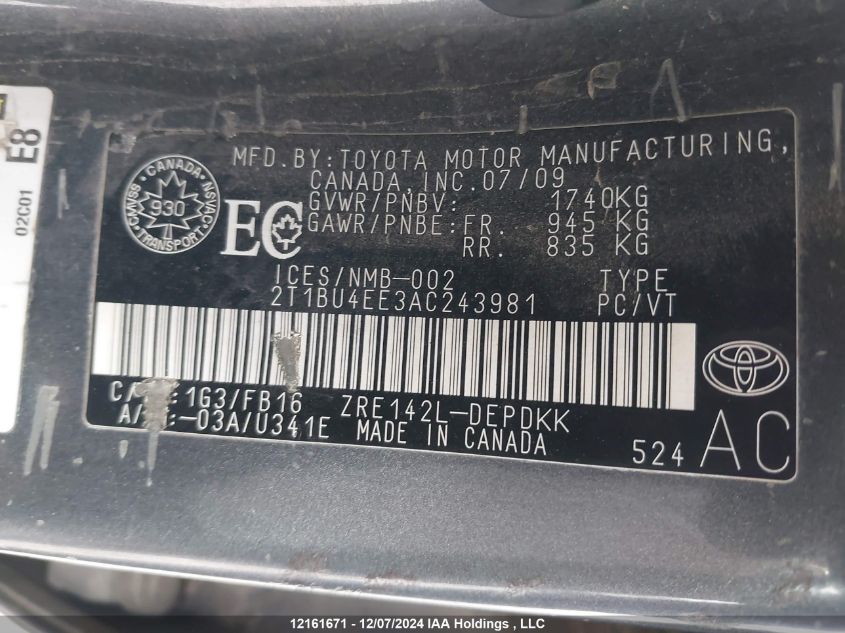 E8
02C01
CANADA
NSVAC
SVMAC
930
TRANSPORT
EC
MFD.BY:TOYOTA MOTOR MANUFACTURING,
CANADA,INC.07/09
GVWR/PNBV: 1740KG
GAWR/PNBE:FR. 945 KG
RR. 835 KG
ICES/NMB-002 TYPE
2T1BU4EE3AC243981 PC/VT
:1G3/FB16 ZRE142L-DEPDKK
:-03A/U341E MADE IN CANADA
524 AC
12161671 - 12/07/2024 IAA Holdings , LLC